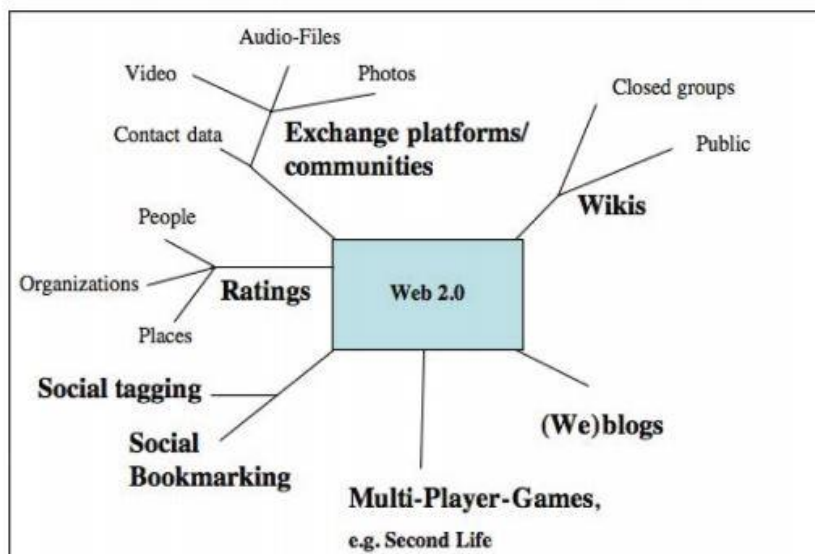 Audio-Files
Video
Photos
Contact data
Exchange platforms/
communities
Closed groups
Public
Wikis
People
Organizations
Ratings
Places
Web 2.0
Social tagging
Social
Bookmarking
(We)blogs
Multi-Player-Games,
e.g. Second Life